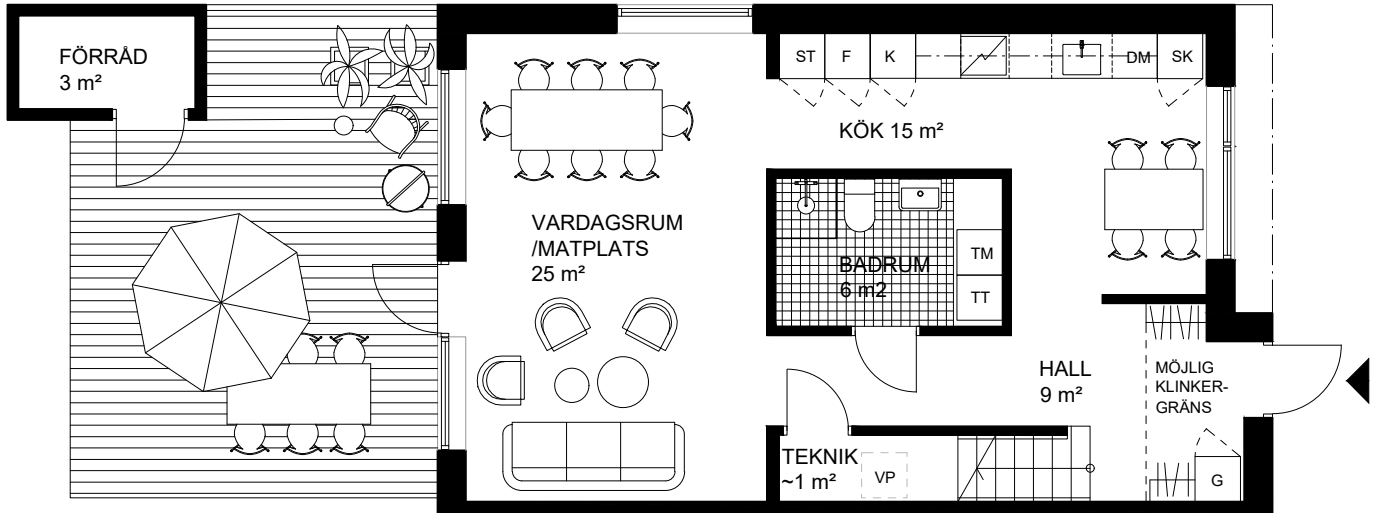 FÖRRÅD
3 m²
ST
F
K
DM
SK
KÖK 15 m²
VARDAGSRUM
/MATPLATS
25 m²
BADRUM
6 m2
TM
TT
HALL
9 m²
MÖJLIG
KLINKER-
GRÄNS
TEKNIK
~1 m²
VP
G